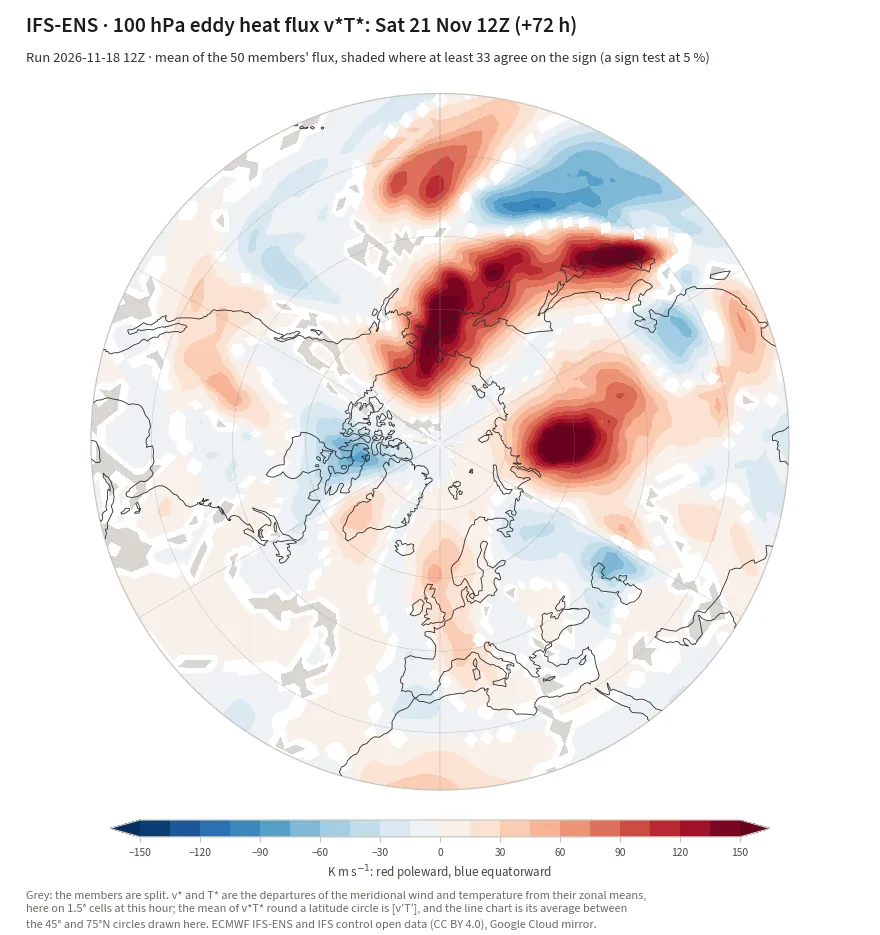 IFS-ENS · 100 hPa eddy heat flux v*T*: Sat 21 Nov 12Z (+72 h)
Run 2026-11-18 12Z · mean of the 50 members' flux, shaded where at least 33 agree on the sign (a sign test at 5 %)
−150 −120 −90 −60 −30 0 30 60 90 120 150
K m s⁻¹: red poleward, blue equatorward
Grey: the members are split. v* and T* are the departures of the meridional wind and temperature from their zonal means,
here on 1.5° cells at this hour; the mean of v*T* round a latitude circle is [v′T′], and the line chart is its average between
the 45° and 75°N circles drawn here. ECMWF IFS-ENS and IFS control open data (CC BY 4.0), Google Cloud mirror.